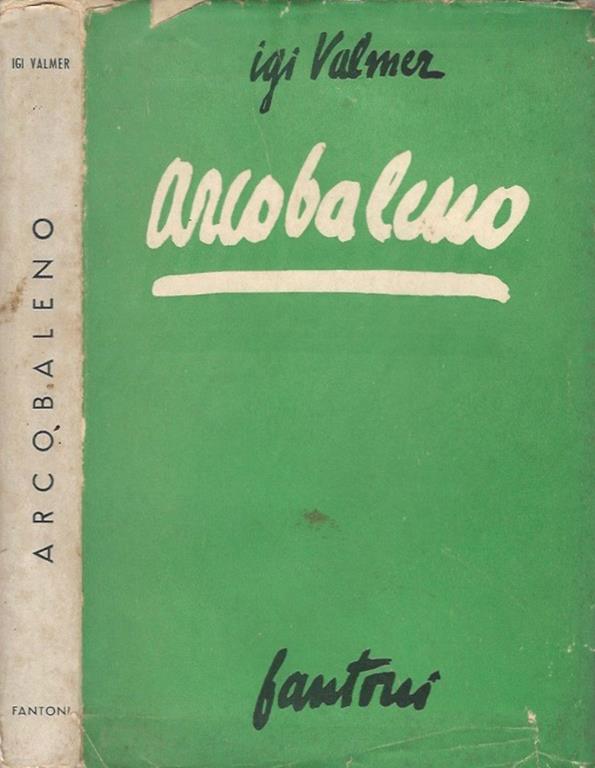 IGI VALMER
ARCOBALENO
FANTONI
igi Valmer
arcobaleno
fantoni